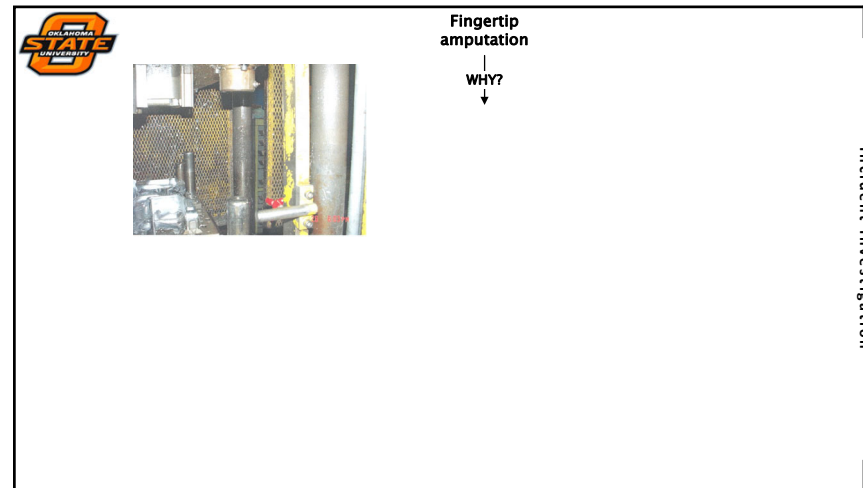 OKLAHOMA
STATE
UNIVERSITY
Fingertip
amputation
WHY?